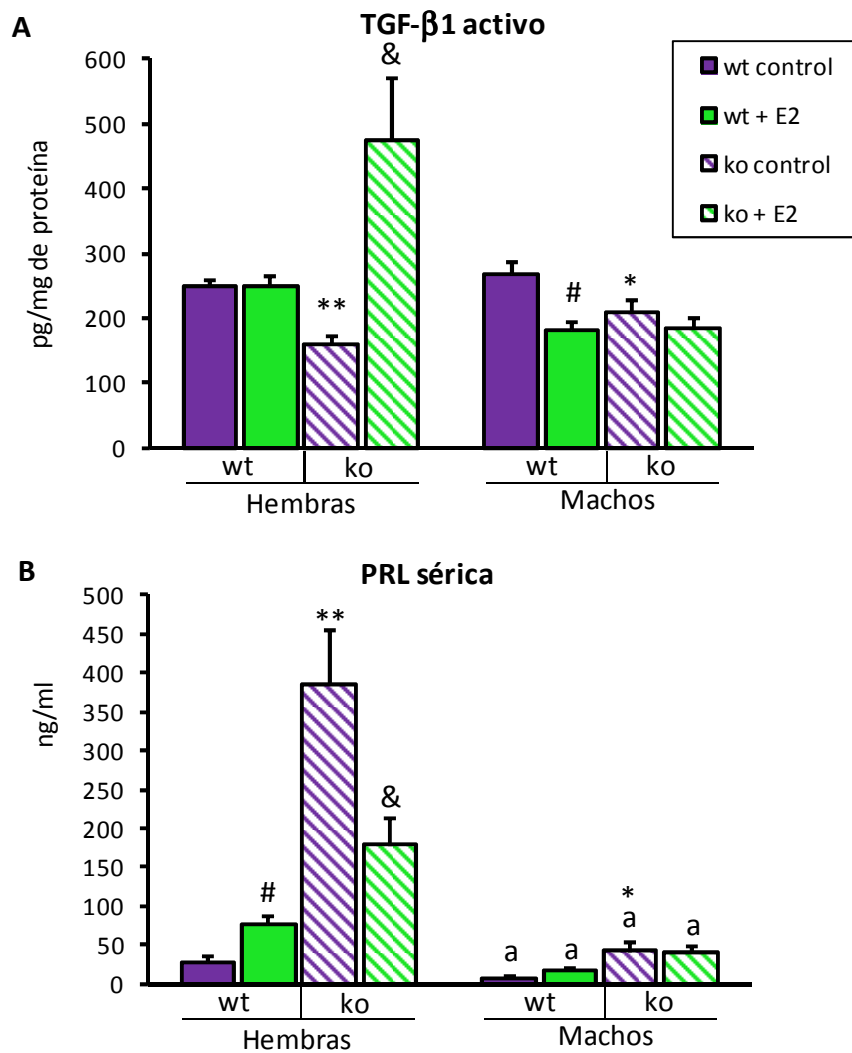 A
TGF-β1 activo
pg/mg de proteína
600
500
400
300
200
100
0
&
**
#
*
wt control
wt + E2
ko control
ko + E2
wt
ko
wt
ko
Hembras
Machos
B
PRL sérica
ng/ml
500
450
400
350
300
250
200
150
100
50
0
**
&
#
*
a
a
a
a
wt
ko
wt
ko
Hembras
Machos